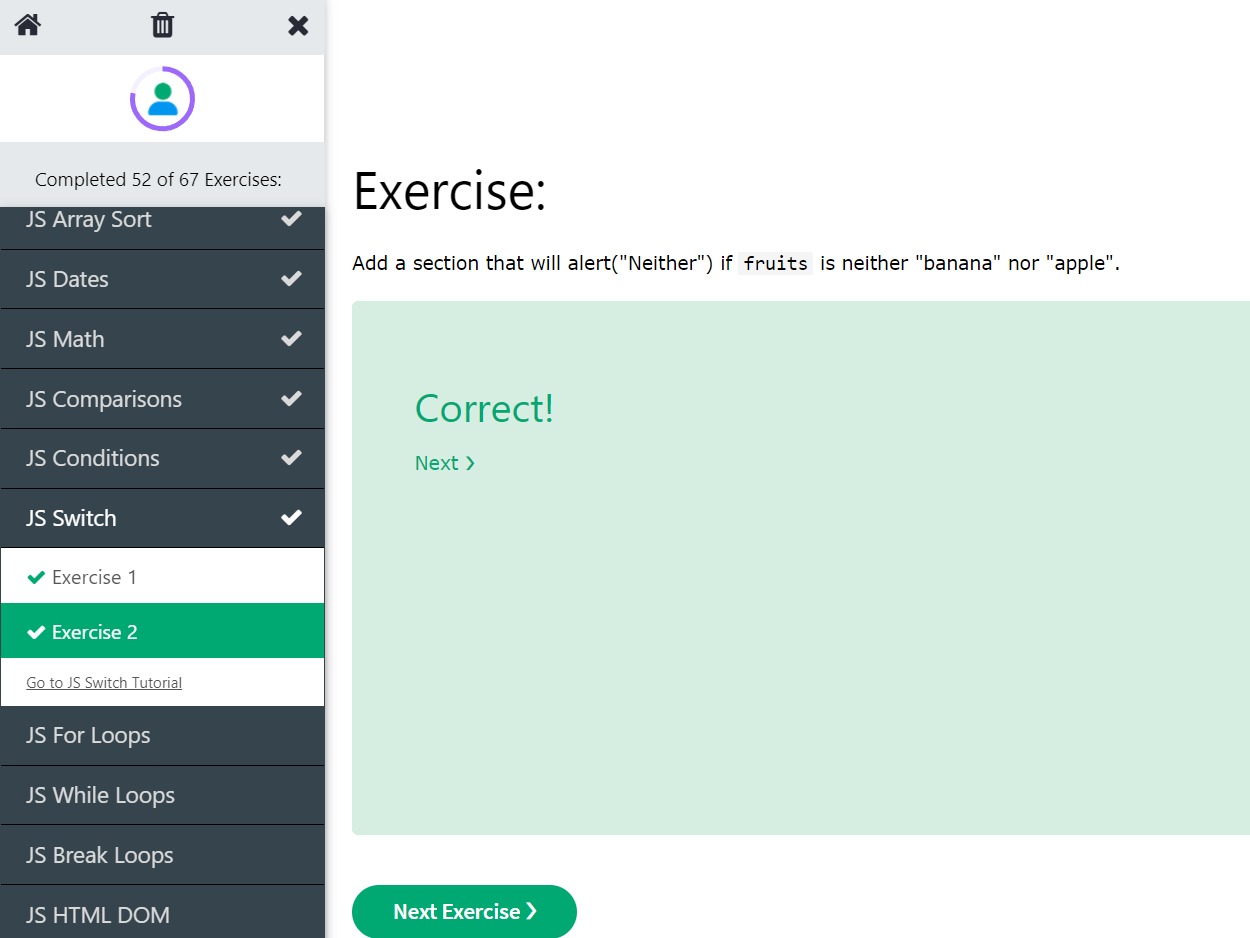 Completed 52 of 67 Exercises:
JS Array Sort
JS Dates
JS Math
JS Comparisons
JS Conditions
JS Switch
Exercise 1
Exercise 2
Go to JS Switch Tutorial
JS For Loops
JS While Loops
JS Break Loops
JS HTML DOM
Exercise:
Add a section that will alert("Neither") if fruits is neither "banana" nor "apple".
Correct!
Next ❯
Next Exercise ❯